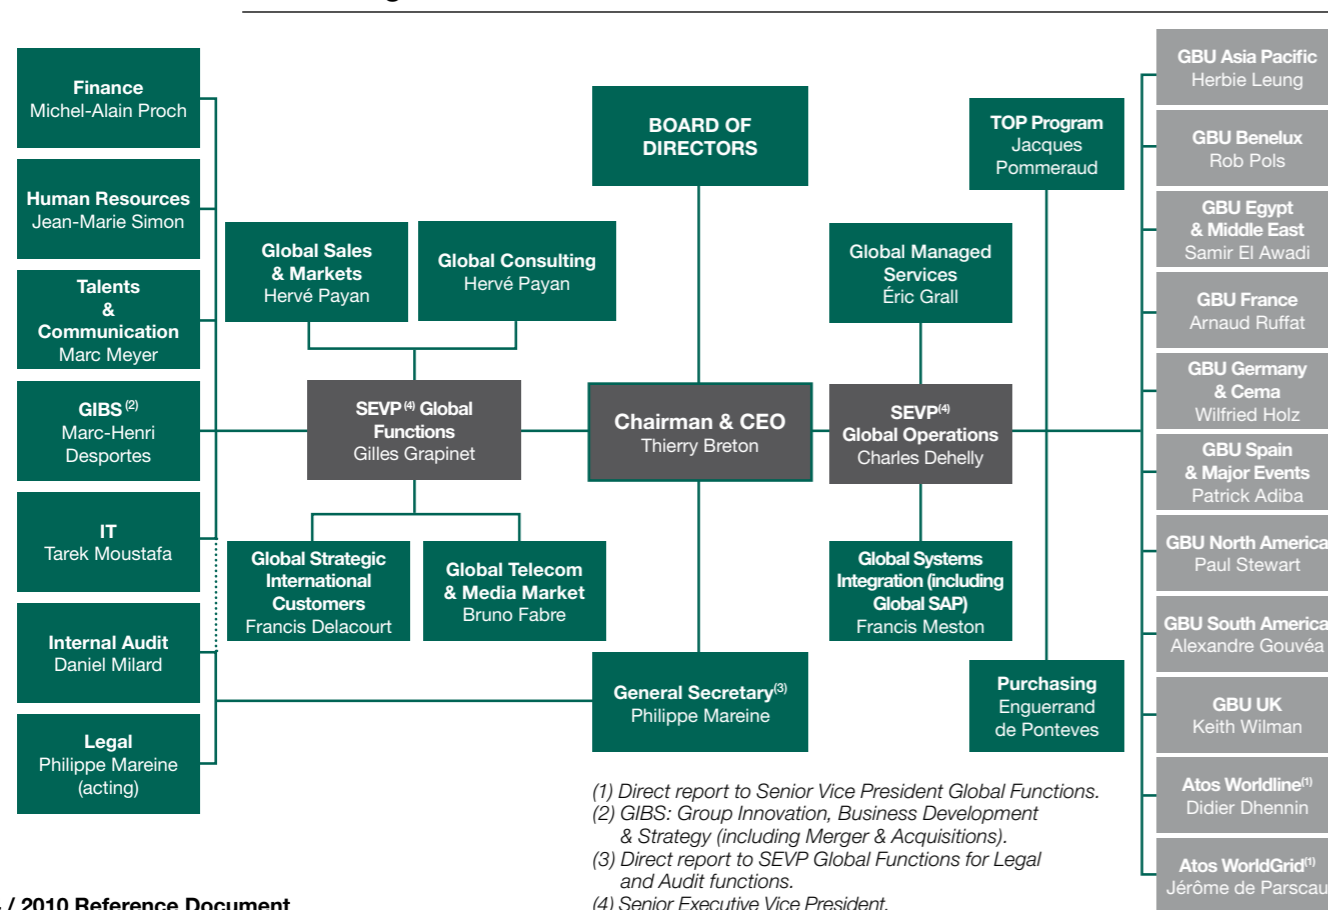 Finance
Michel-Alain Proch
Human Resources
Jean-Marie Simon
Talents
&
Communication
Marc Meyer
GIBS (2)
Marc-Henri
Desportes
IT
Tarek Moustafa
Internal Audit
Daniel Milard
Legal
Philippe Mareine
(acting)
Global Sales
& Markets
Hervé Payan
Global Consulting
Hervé Payan
SEVP(4) Global
Functions
Gilles Grapinet
Global Strategic
International
Customers
Francis Delacourt
Global Telecom
& Media Market
Bruno Fabre
BOARD OF
DIRECTORS
Chairman & CEO
Thierry Breton
General Secretary(3)
Philippe Mareine
Global Managed
Services
Éric Grall
SEVP(4)
Global Operations
Charles Dehelly
Global Systems
Integration (including
Global SAP)
Francis Meston
TOP Program
Jacques
Pommeraud
Purchasing
Enguerrand
de Ponteves
GBU Asia Pacific
Herbie Leung
GBU Benelux
Rob Pols
GBU Egypt
& Middle East
Samir El Awadi
GBU France
Arnaud Ruffat
GBU Germany
& Cema
Wilfried Holz
GBU Spain
& Major Events
Patrick Adiba
GBU North America
Paul Stewart
GBU South America
Alexandre Gouvéa
GBU UK
Keith Wilman
Atos Worldline(1)
Didier Dhennin
Atos WorldGrid(1)
Jérôme de Parscau
(1) Direct report to Senior Vice President Global Functions.
(2) GIBS: Group Innovation, Business Development
& Strategy (including Merger & Acquisitions).
(3) Direct report to SEVP Global Functions for Legal
and Audit functions.
(4) Senior Executive Vice President.
/ 2010 Reference Document